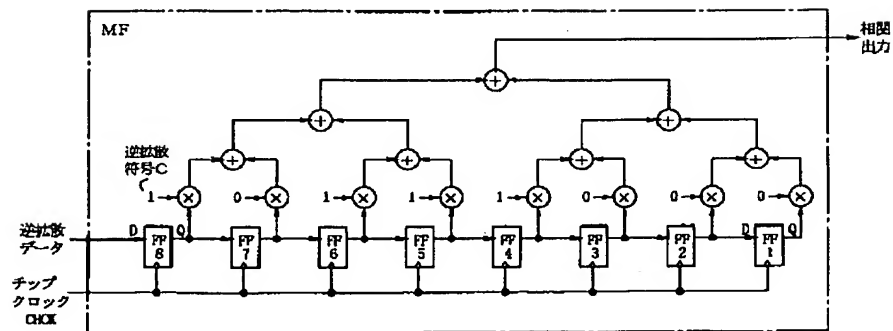 MF
相関
出力
逆拡散
符号C
1 0 1 1 1 0 0 0
逆拡散
データ
D Q D Q
FF FF FF FF FF FF FF FF
8 7 6 5 4 3 2 1
チップ
クロック
CHCK